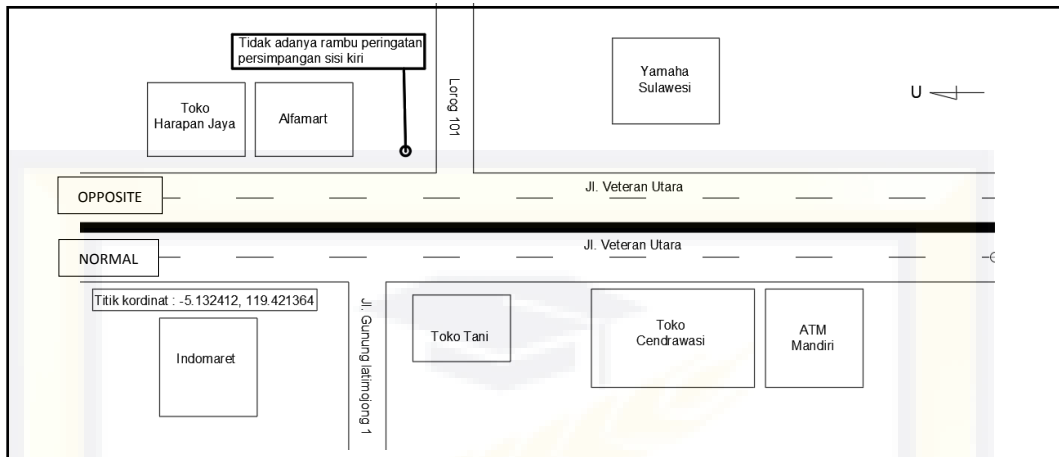 Tidak adanya rambu peringatan
persimpangan sisi kiri
Lorog 101
Yamaha
Sulawesi
U
Toko
Harapan Jaya
Alfamart
OPPOSITE
Jl. Veteran Utara
NORMAL
Jl. Veteran Utara
Titik kordinat : -5.132412, 119.421364
Indomaret
Jl. Gunung latimojong 1
Toko Tani
Toko
Cendrawasi
ATM
Mandiri